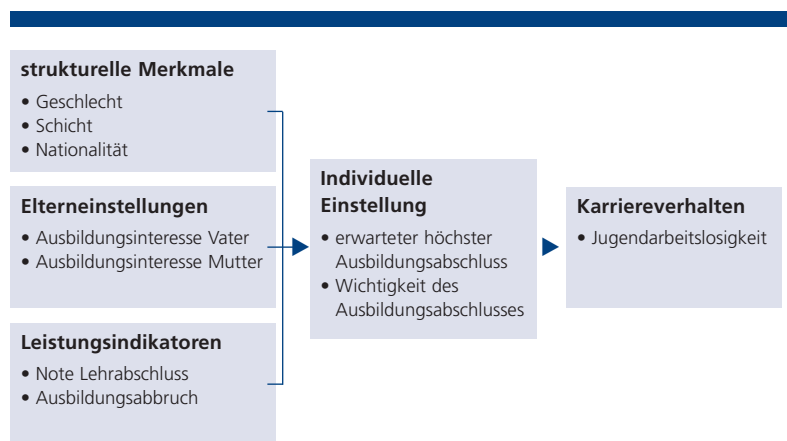 strukturelle Merkmale
• Geschlecht
• Schicht
• Nationalität
Elterneinstellungen
• Ausbildungsinteresse Vater
• Ausbildungsinteresse Mutter
Leistungsindikatoren
• Note Lehrabschluss
• Ausbildungsabbruch
Individuelle
Einstellung
• erwarteter höchster
Ausbildungsabschluss
• Wichtigkeit des
Ausbildungsabschlusses
Karriereverhalten
• Jugendarbeitslosigkeit